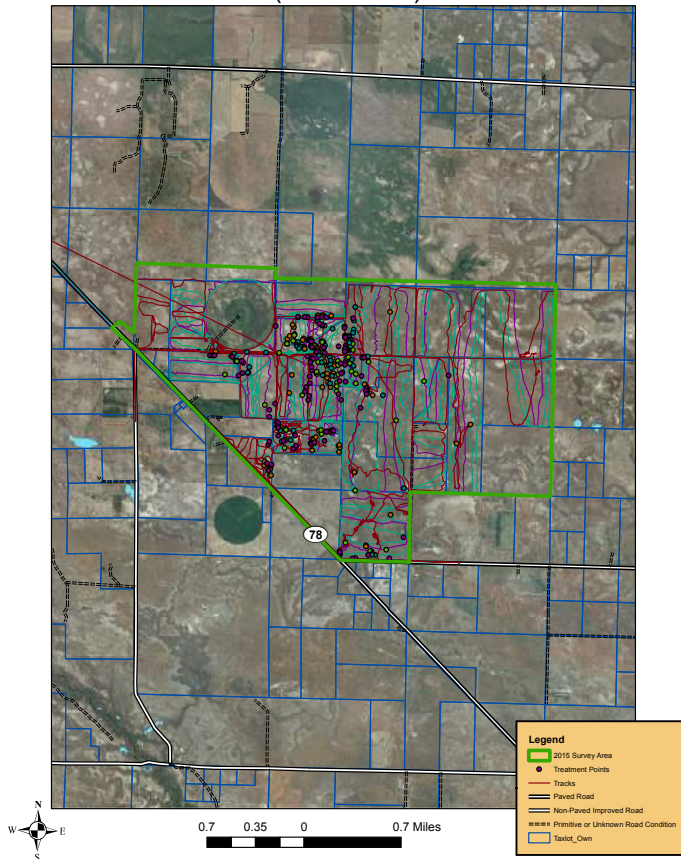 78
Legend
2015 Survey Area
Treatment Points
Tracks
Paved Road
Non-Paved Improved Road
Primitive or Unknown Road Condition
Taxlot_Own
N
W E
S
0.7 0.35 0 0.7 Miles